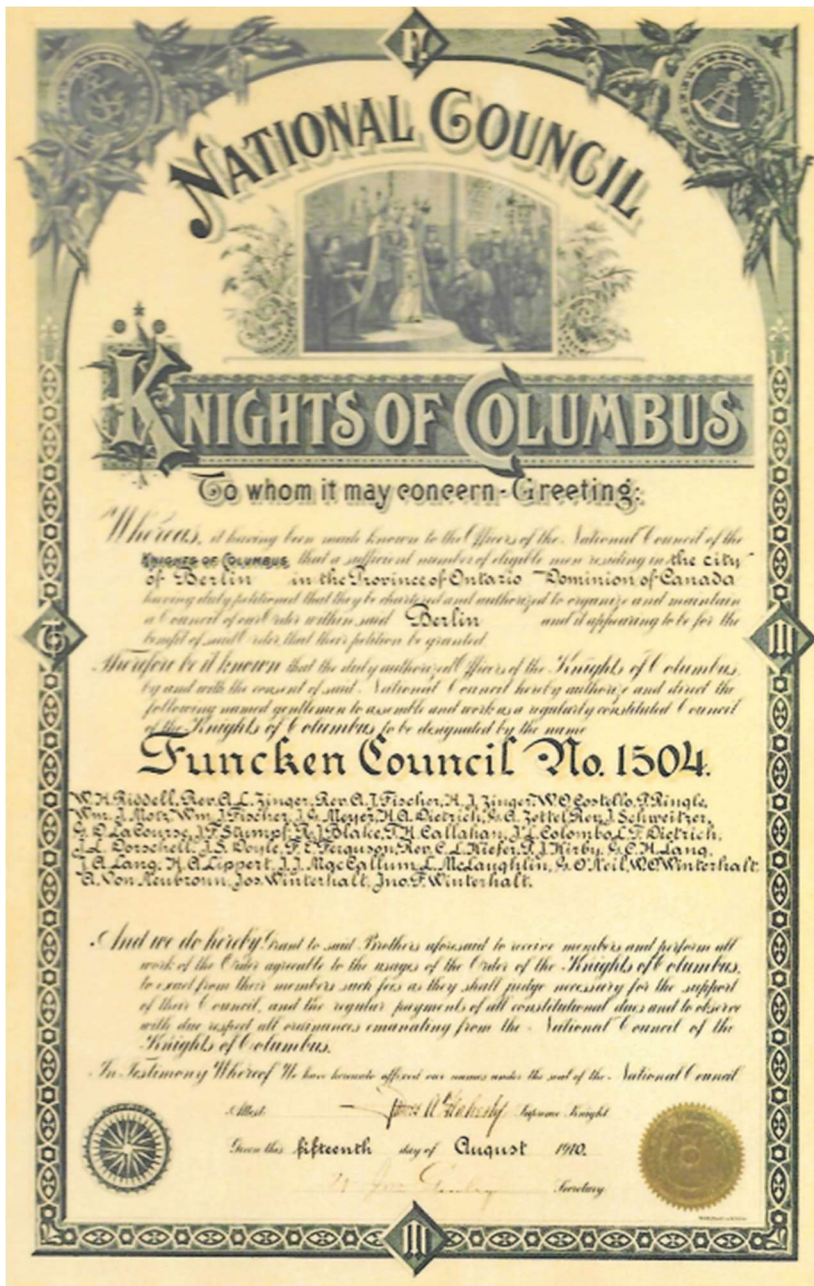 F.
NATIONAL COUNCIL
KNIGHTS OF COLUMBUS
To whom it may concern - Greeting:
Whereas, it having been made known to the Officers of the National Council of the
KNIGHTS OF COLUMBUS, that a sufficient number of eligible men residing in the city
of Berlin in the Province of Ontario Dominion of Canada
having duly petitioned that they be chartered and authorized to organize and maintain
a Council of our Order within said Berlin and it appearing to be for the
benefit of said Order that their petition be granted
Therefore be it known that the duly authorized Officers of the Knights of Columbus,
by and with the consent of said National Council hereby authorize and direct the
following named gentlemen to assemble and work as a regularly constituted Council
of the Knights of Columbus to be designated by the name
Funcken Council No. 1504.
W.H. Riddell, Rev. A.L. Zinger, Rev. A.J. Fischer, H.J. Zinger, W.O. Costello, P. Ringle,
Wm. J. Motz, Wm. J. Fischer, J.G. Meyer, H.A. Dietrich, G.A. Zettel, Rev. J. Schweitzer,
G.D. LaCourse, J.F. Stumpf, R.J. Blake, F.H. Callahan, J.L. Colombo, L.T. Dietrich,
J.L. Dorschell, J.S. Doyle, F.E. Ferguson, Rev. C.L. Kiefer, P.J. Kirby, G.C.H. Lang,
J.A. Lang, H.A. Lippert, J.J. MacCallum, L. McLaughlin, G. O'Neil, W.O. Winterhalt
A. Von Neubronn, Jos. Winterhalt, Jno. F. Winterhalt.
And we do hereby Grant to said Brothers aforesaid to receive members and perform all
work of the Order agreeable to the usages of the Order of the Knights of Columbus,
to exact from their members such fees as they shall judge necessary for the support
of their Council, and the regular payments of all constitutional dues and to observe
with due respect all ordinances emanating from the National Council of the
Knights of Columbus.
In Testimony Whereof We have hereunto affixed our names under the seal of the National Council
Attest Supreme Knight
Given this fifteenth day of August 1910.
Secretary